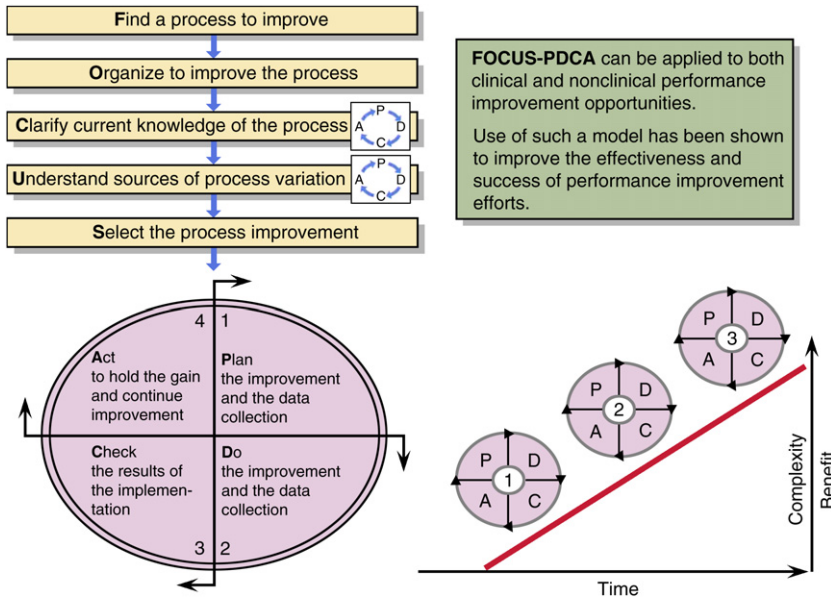 Find a process to improve
Organize to improve the process
Clarify current knowledge of the process
P
A D
C
Understand sources of process variation
P
A D
C
Select the process improvement
FOCUS-PDCA can be applied to both
clinical and nonclinical performance
improvement opportunities.
Use of such a model has been shown
to improve the effectiveness and
success of performance improvement
efforts.
4 1
Act
to hold the gain
and continue
improvement
Plan
the improvement
and the data
collection
Check
the results of
the implemen-
tation
Do
the improvement
and the data
collection
3 2
P D
1
A C
P D
2
A C
P D
3
A C
Complexity
Benefit
Time